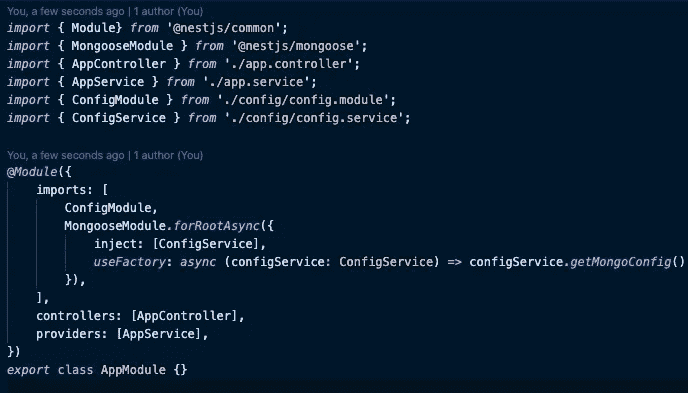 You, a few seconds ago | 1 author (You)
import { Module} from '@nestjs/common';
import { MongooseModule } from '@nestjs/mongoose';
import { AppController } from './app.controller';
import { AppService } from './app.service';
import { ConfigModule } from './config/config.module';
import { ConfigService } from './config/config.service';
You, a few seconds ago | 1 author (You)
@Module({
    imports: [
        ConfigModule,
        MongooseModule.forRootAsync({
            inject: [ConfigService],
            useFactory: async (configService: ConfigService) => configService.getMongoConfig()
        }),
    ],
    controllers: [AppController],
    providers: [AppService],
})
export class AppModule {}